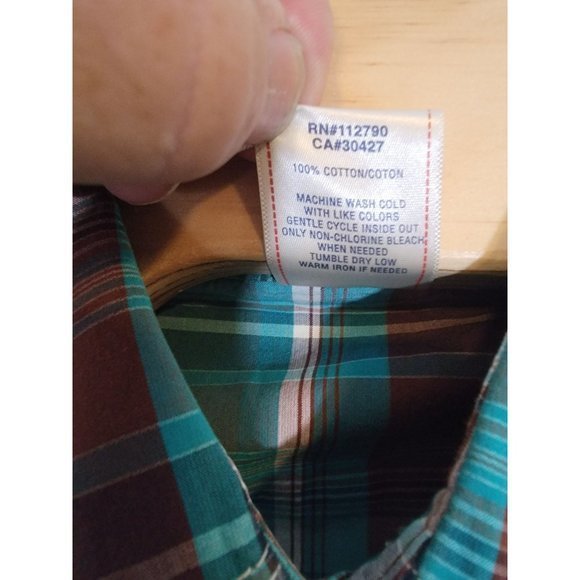 RN#112790
CA#30427
100% COTTON/COTON
MACHINE WASH COLD
WITH LIKE COLORS
GENTLE CYCLE INSIDE OUT
ONLY NON-CHLORINE BLEACH
WHEN NEEDED
TUMBLE DRY LOW
WARM IRON IF NEEDED